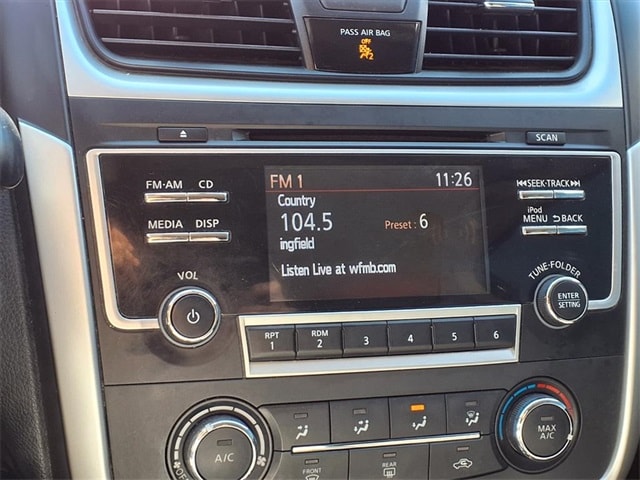 PASS AIR BAG
OFF
2
SCAN
FM·AM CD
MEDIA DISP
VOL
FM 1 11:26
Country
104.5 Preset : 6
ingfield
Listen Live at wfmb.com
SEEK·TRACK
iPod
MENU BACK
TUNE·FOLDER
ENTER
SETTING
RPT
1
RDM
2
3
4
5
6
A/C
OFF
MAX
A/C
FRONT
REAR